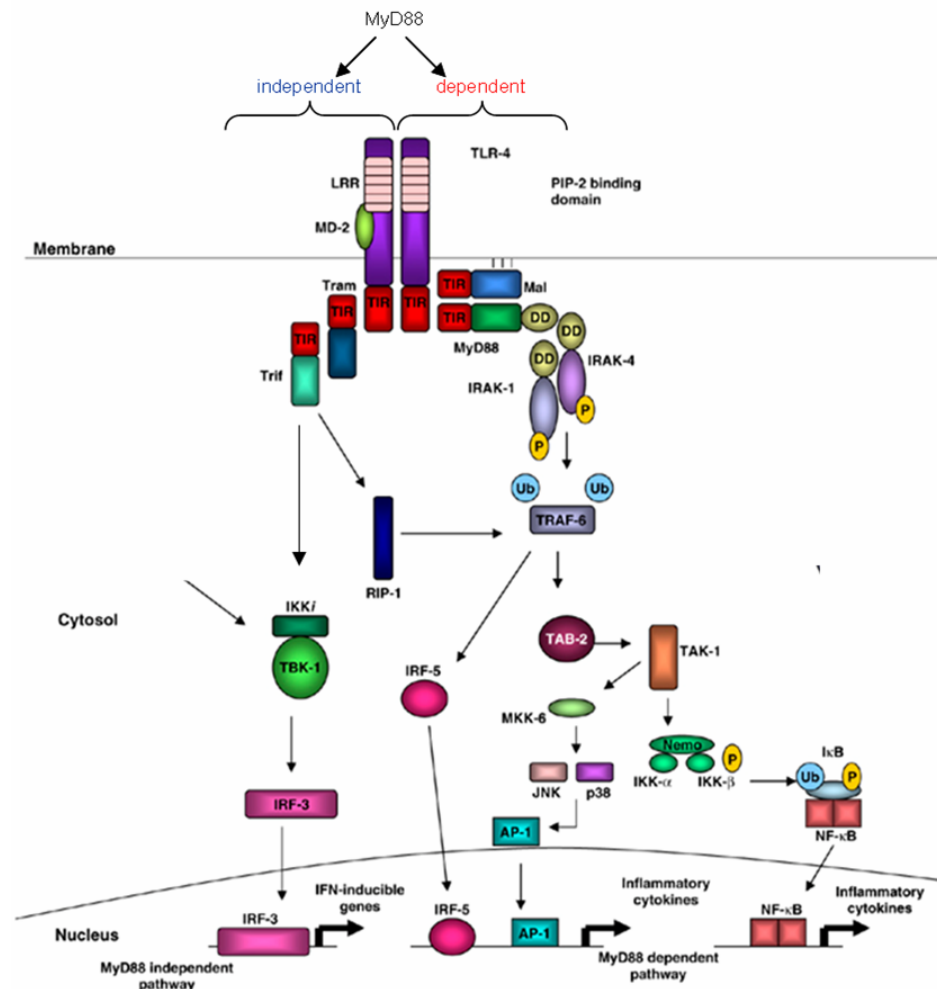 MyD88
independent
dependent
TLR-4
LRR
PIP-2 binding
domain
MD-2
Membrane
Tram
TIR
TIR
TIR
TIR
Mal
TIR
DD
MyD88
DD
TIR
Trif
DD
IRAK-4
IRAK-1
P
P
Ub
Ub
TRAF-6
RIP-1
Cytosol
IKKi
TBK-1
TAB-2
TAK-1
IRF-5
MKK-6
Nemo
P
IKK-α
IKK-β
IκB
Ub
P
NF-κB
JNK
p38
IRF-3
AP-1
IFN-inducible
genes
Inflammatory
cytokines
Inflammatory
cytokines
Nucleus
IRF-3
IRF-5
AP-1
NF-κB
MyD88 independent
pathway
MyD88 dependent
pathway